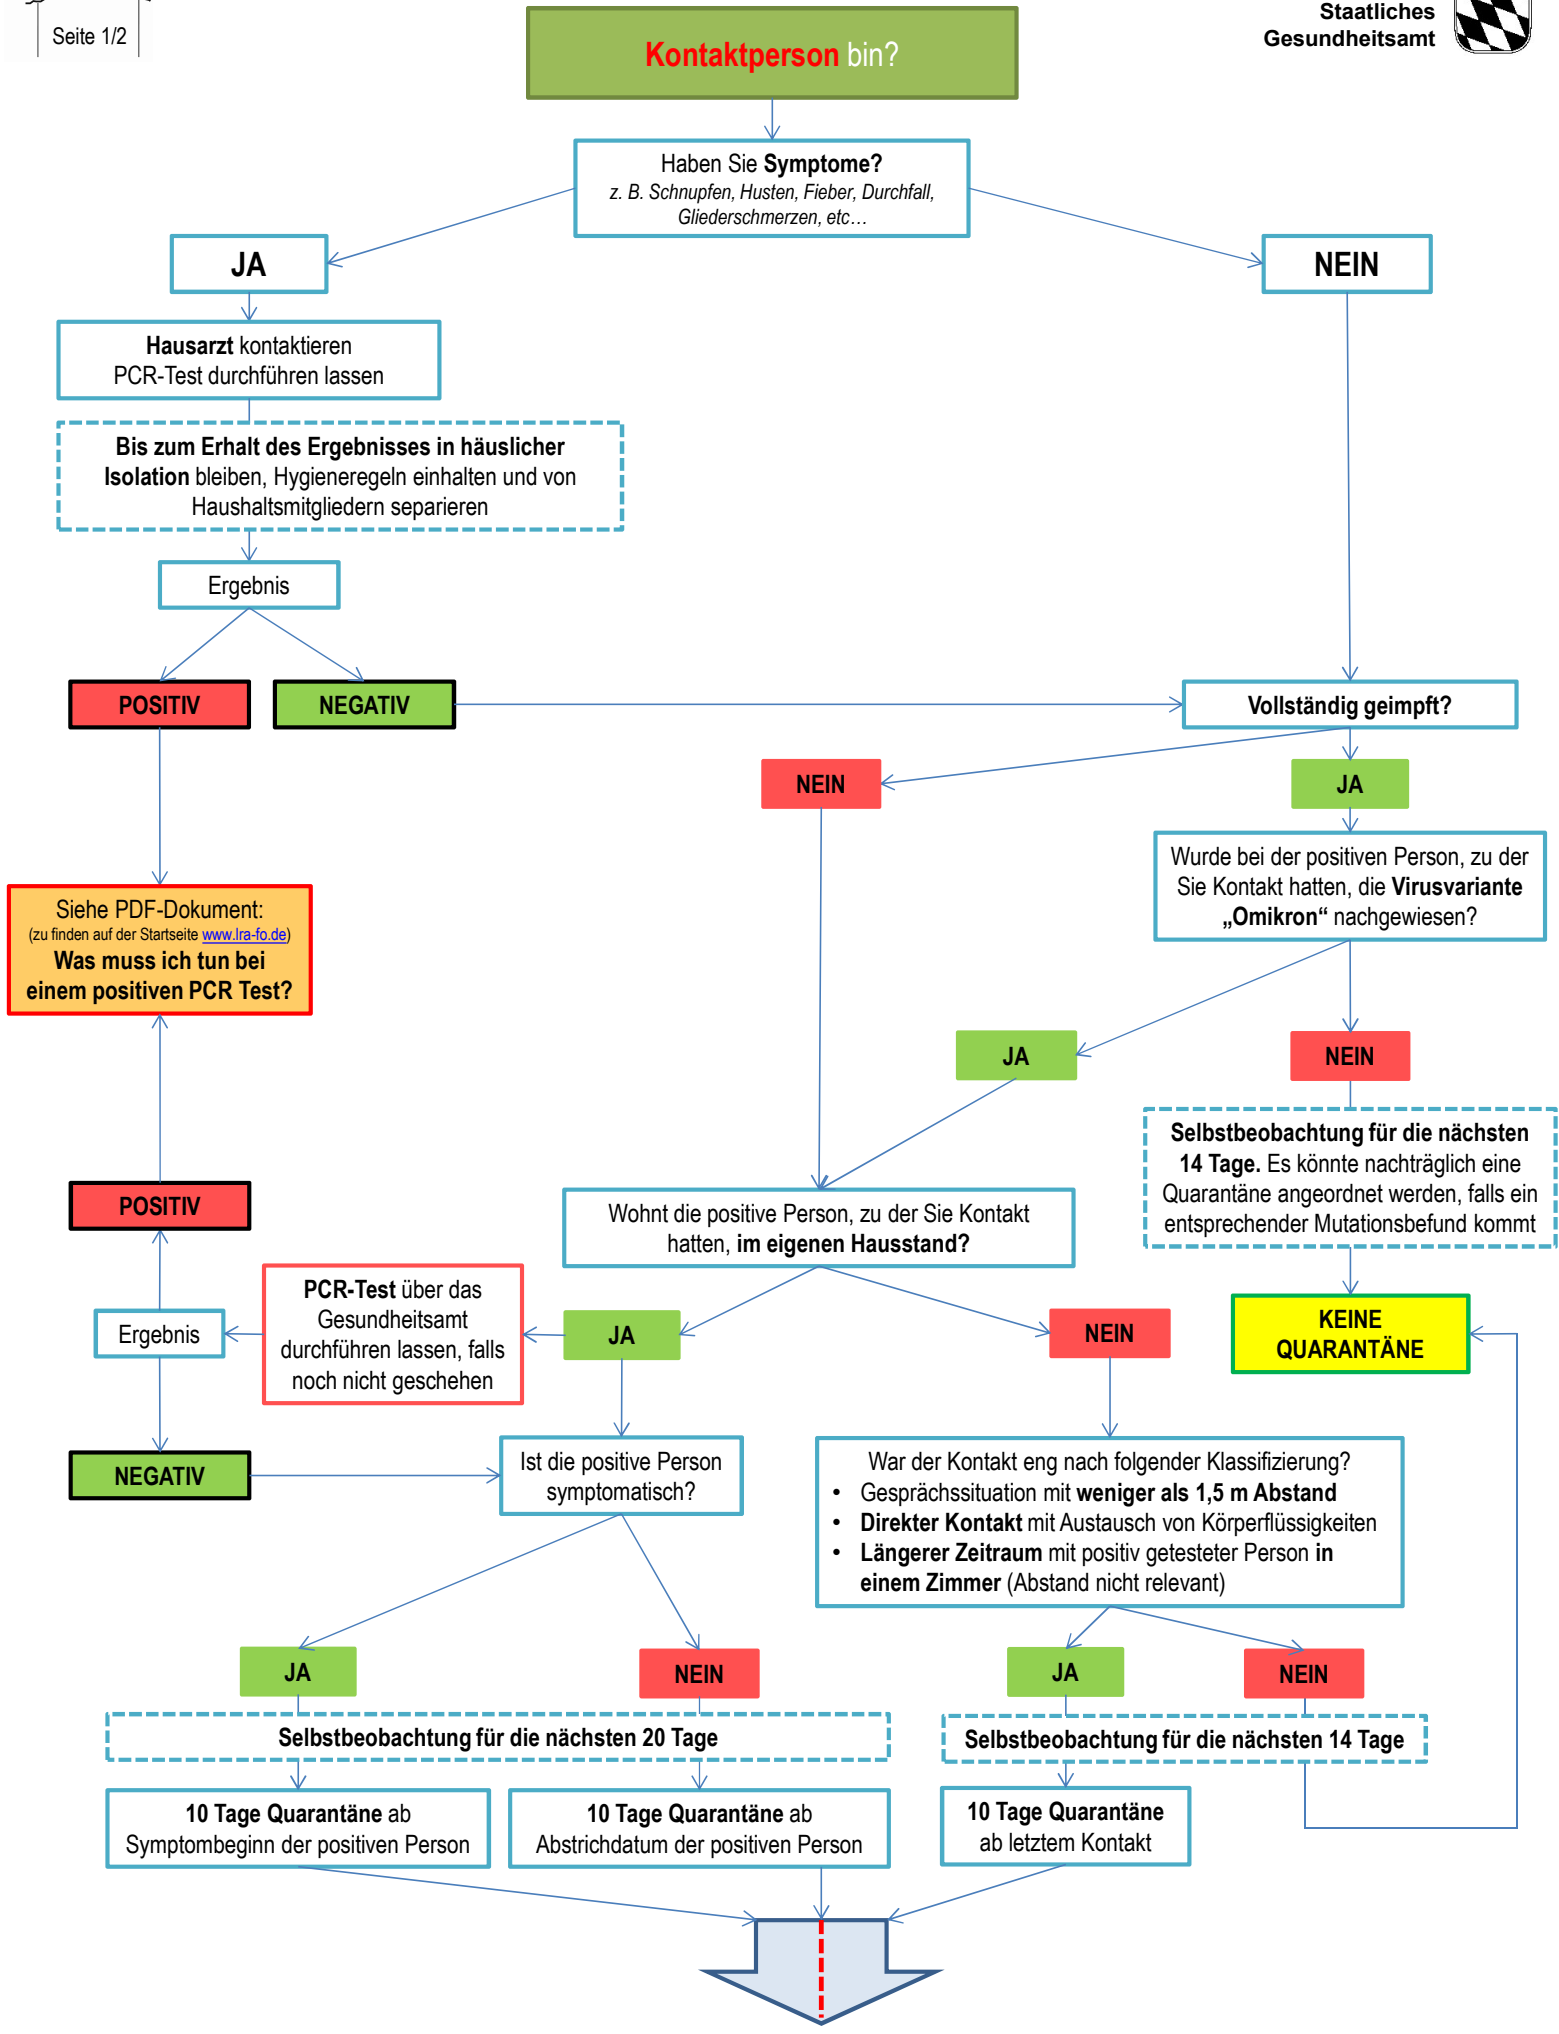 Seite 1/2
Staatliches
Gesundheitsamt
Kontaktperson bin?
Haben Sie Symptome?
z. B. Schnupfen, Husten, Fieber, Durchfall,
Gliederschmerzen, etc…
JA
NEIN
Hausarzt kontaktieren
PCR-Test durchführen lassen
Bis zum Erhalt des Ergebnisses in häuslicher
Isolation bleiben, Hygieneregeln einhalten und von
Haushaltsmitgliedern separieren
Ergebnis
POSITIV
NEGATIV
Vollständig geimpft?
NEIN
JA
Wurde bei der positiven Person, zu der
Sie Kontakt hatten, die Virusvariante
„Omikron“ nachgewiesen?
Siehe PDF-Dokument:
(zu finden auf der Startseite www.lra-fo.de)
Was muss ich tun bei
einem positiven PCR Test?
JA
NEIN
Selbstbeobachtung für die nächsten
14 Tage. Es könnte nachträglich eine
Quarantäne angeordnet werden, falls ein
entsprechender Mutationsbefund kommt
POSITIV
Wohnt die positive Person, zu der Sie Kontakt
hatten, im eigenen Hausstand?
PCR-Test über das
Gesundheitsamt
durchführen lassen, falls
noch nicht geschehen
Ergebnis
JA
NEIN
KEINE
QUARANTÄNE
NEGATIV
Ist die positive Person
symptomatisch?
War der Kontakt eng nach folgender Klassifizierung?
• Gesprächssituation mit weniger als 1,5 m Abstand
• Direkter Kontakt mit Austausch von Körperflüssigkeiten
• Längerer Zeitraum mit positiv getesteter Person in
einem Zimmer (Abstand nicht relevant)
JA
NEIN
JA
NEIN
Selbstbeobachtung für die nächsten 20 Tage
Selbstbeobachtung für die nächsten 14 Tage
10 Tage Quarantäne ab
Symptombeginn der positiven Person
10 Tage Quarantäne ab
Abstrichdatum der positiven Person
10 Tage Quarantäne
ab letztem Kontakt